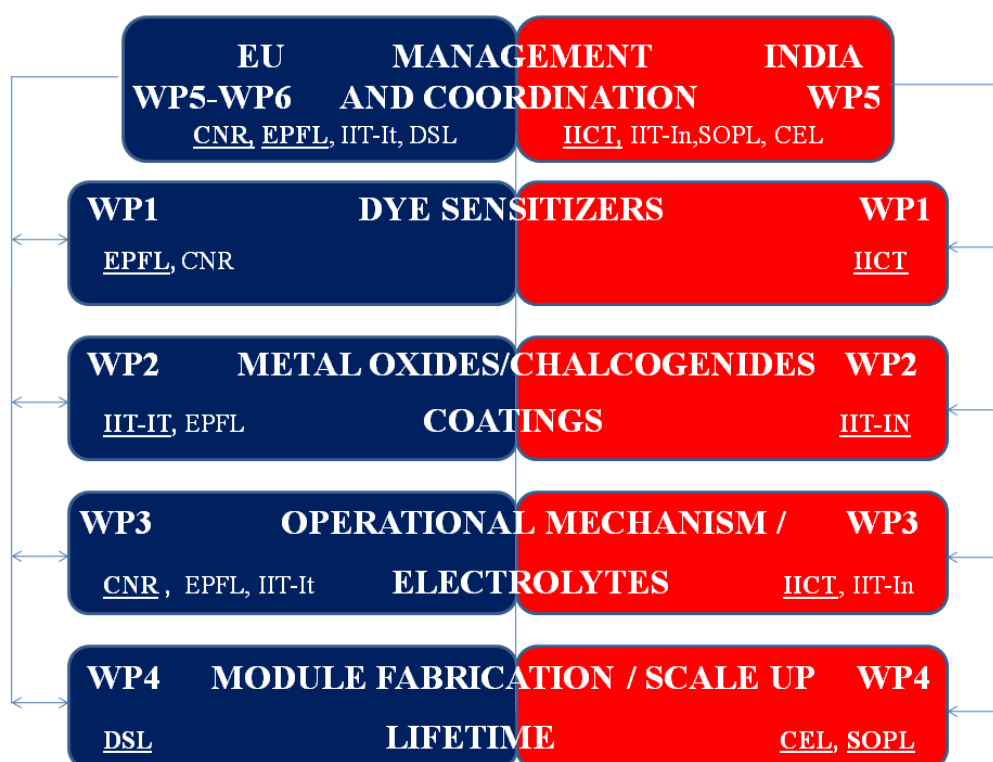 EU MANAGEMENT INDIA
WP5-WP6 AND COORDINATION WP5
CNR, EPFL, IIT-It, DSL IICT, IIT-In,SOPL, CEL
WP1 DYE SENSITIZERS WP1
EPFL, CNR IICT
WP2 METAL OXIDES/CHALCOGENIDES WP2
IIT-IT, EPFL COATINGS IIT-IN
WP3 OPERATIONAL MECHANISM / WP3
CNR , EPFL, IIT-It ELECTROLYTES IICT, IIT-In
WP4 MODULE FABRICATION / SCALE UP WP4
DSL LIFETIME CEL, SOPL